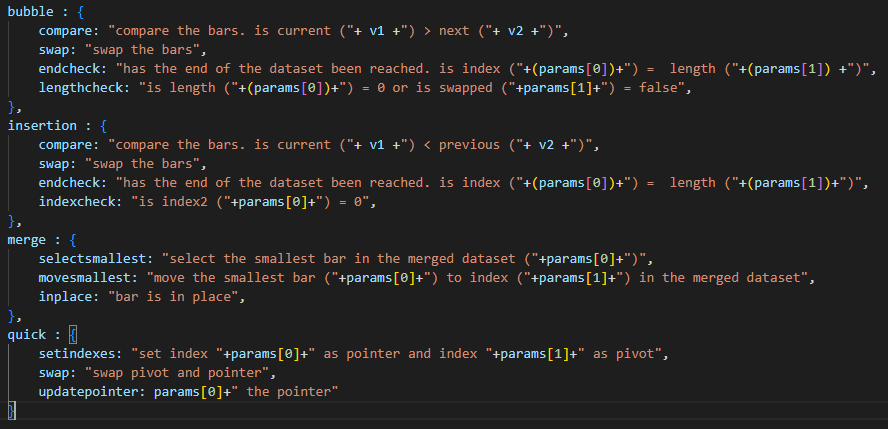 bubble : {
    compare: "compare the bars. is current ("+ v1 +") > next ("+ v2 +")",
    swap: "swap the bars",
    endcheck: "has the end of the dataset been reached. is index ("+(params[0])+") =  length ("+(params[1]) +")",
    lengthcheck: "is length ("+(params[0])+") = 0 or is swapped ("+params[1]+") = false",
},
insertion : {
    compare: "compare the bars. is current ("+ v1 +") < previous ("+ v2 +")",
    swap: "swap the bars",
    endcheck: "has the end of the dataset been reached. is index ("+(params[0])+") =  length ("+(params[1])+")",
    indexcheck: "is index2 ("+params[0]+") = 0",
},
merge : {
    selectsmallest: "select the smallest bar in the merged dataset ("+params[0]+")",
    movesmallest: "move the smallest bar ("+params[0]+") to index ("+params[1]+") in the merged dataset",
    inplace: "bar is in place",
},
quick : {
    setindexes: "set index "+params[0]+" as pointer and index "+params[1]+" as pivot",
    swap: "swap pivot and pointer",
    updatepointer: params[0]+" the pointer"
}